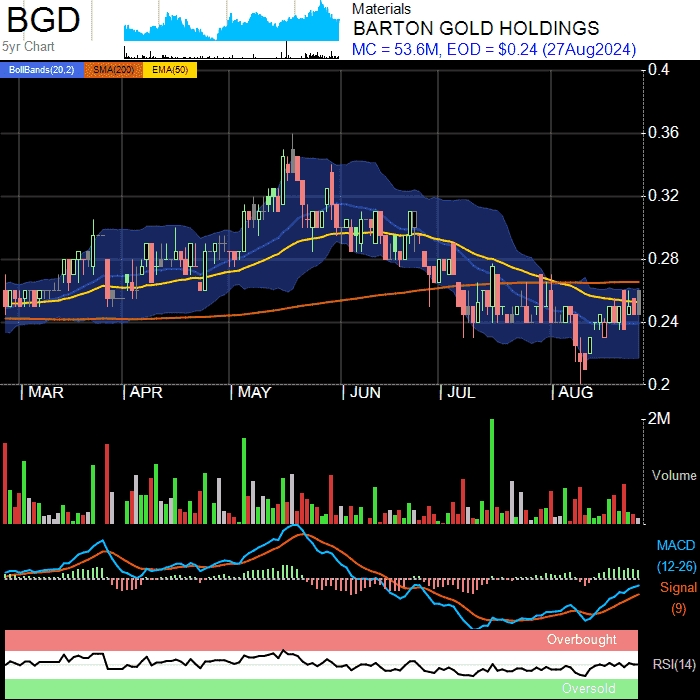 BGD
5yr Chart
Materials
BARTON GOLD HOLDINGS
MC = 53.6M, EOD = $0.24 (27Aug2024)
BollBands(20,2) SMA(200) EMA(50)
0.4
0.36
0.32
0.28
0.24
0.2
MAR APR MAY JUN JUL AUG
2M
Volume
MACD
(12-26)
Signal
(9)
Overbought
RSI(14)
Oversold